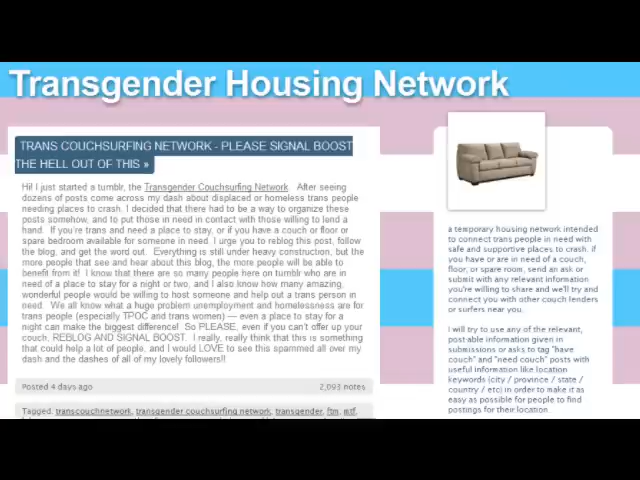 Transgender Housing Network
TRANS COUCHSURFING NETWORK - PLEASE SIGNAL BOOST
THE HELL OUT OF THIS »
Hi! I just started a tumblr, the Transgender Couchsurfing Network. After seeing
dozens of posts come across my dash about displaced or homeless trans people
needing places to crash, I decided that there had to be a way to organize these
posts somehow, and to put those in need in contact with those willing to lend a
hand. If you're trans and need a place to stay, or if you have a couch or floor or
spare bedroom available for someone in need, I urge you to reblog this post, follow
the blog, and get the word out. Everything is still under heavy construction, but the
more people that see and hear about this blog, the more people will be able to
benefit from it! I know that there are so many people here on tumblr who are in
need of a place to stay for a night or two, and I also know how many amazing,
wonderful people would be willing to host someone and help out a trans person in
need. We all know what a huge problem unemployment and homelessness are for
trans people (especially TPOC and trans women) — even a place to stay for a
night can make the biggest difference! So PLEASE, even if you can't offer up your
couch, REBLOG AND SIGNAL BOOST. I really, really think that this is something
that could help a lot of people, and I would LOVE to see this spammed all over my
dash and the dashes of all of my lovely followers!!
Posted 4 days ago 2,093 notes
Tagged: transcouchnetwork, transgender couchsurfing network, transgender, ftm, mtf,
a temporary housing network intended
to connect trans people in need with
safe and supportive places to crash. if
you have or are in need of a couch,
floor, or spare room, send an ask or
submit with any relevant information
you're willing to share and we'll try and
connect you with other couch lenders
or surfers near you.
I will try to use any of the relevant,
post-able information given in
submissions or asks to tag "have
couch" and "need couch" posts with
useful information like location
keywords (city / province / state /
country / etc) in order to make it as
easy as possible for people to find
postings for their location.